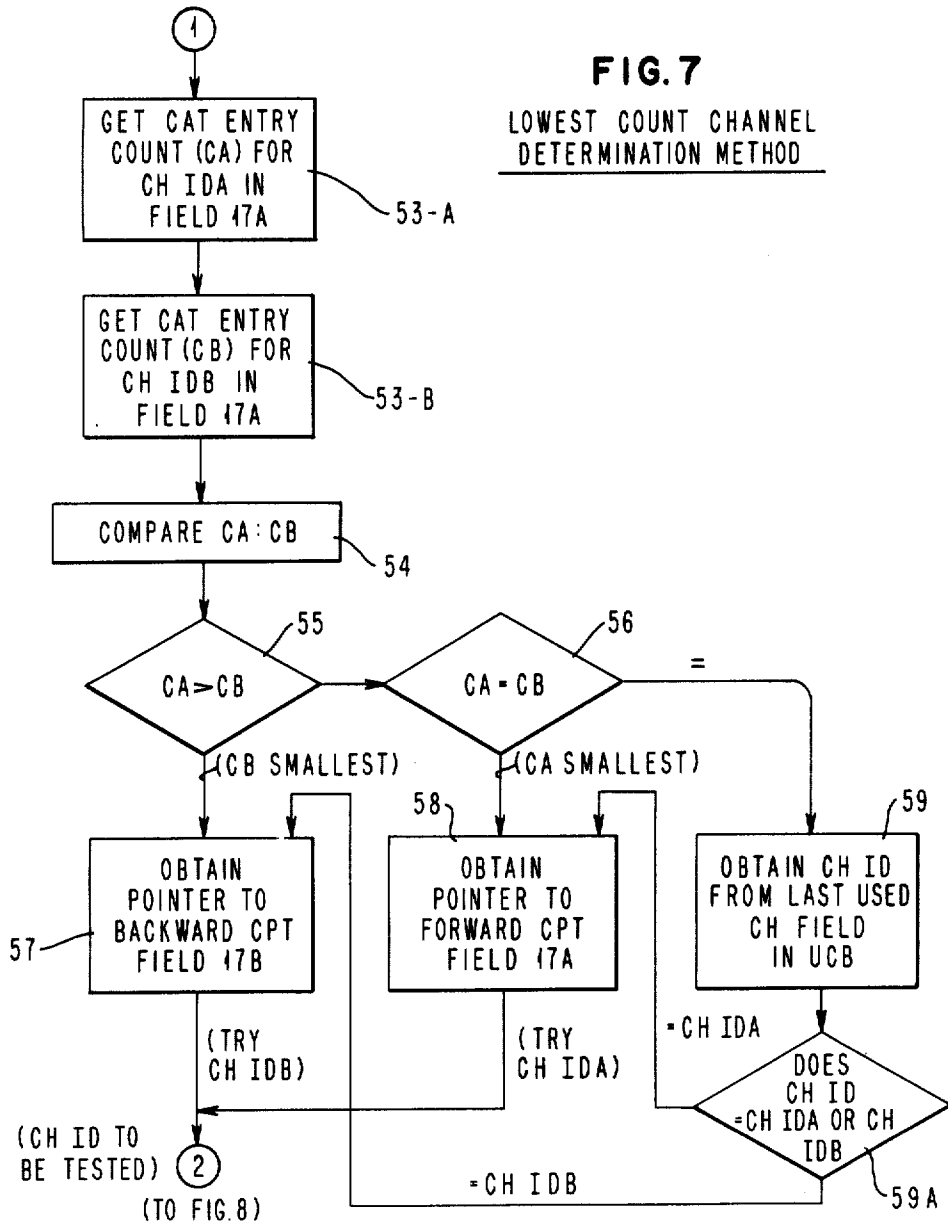 1
FIG. 7
LOWEST COUNT CHANNEL
DETERMINATION METHOD
GET CAT ENTRY
COUNT (CA) FOR
CH IDA IN
FIELD 17A
53-A
GET CAT ENTRY
COUNT (CB) FOR
CH IDB IN
FIELD 17A
53-B
COMPARE CA:CB
54
55
CA>CB
56
CA=CB
=
(CB SMALLEST)
(CA SMALLEST)
57
OBTAIN
POINTER TO
BACKWARD CPT
FIELD 17B
58
OBTAIN
POINTER TO
FORWARD CPT
FIELD 17A
59
OBTAIN CH ID
FROM LAST USED
CH FIELD
IN UCB
(TRY
CH IDB)
(TRY
CH IDA)
=CH IDA
DOES
CH ID
=CH IDA OR CH
IDB
59A
=CH IDB
(CH ID TO
BE TESTED)
2
(TO FIG.8)